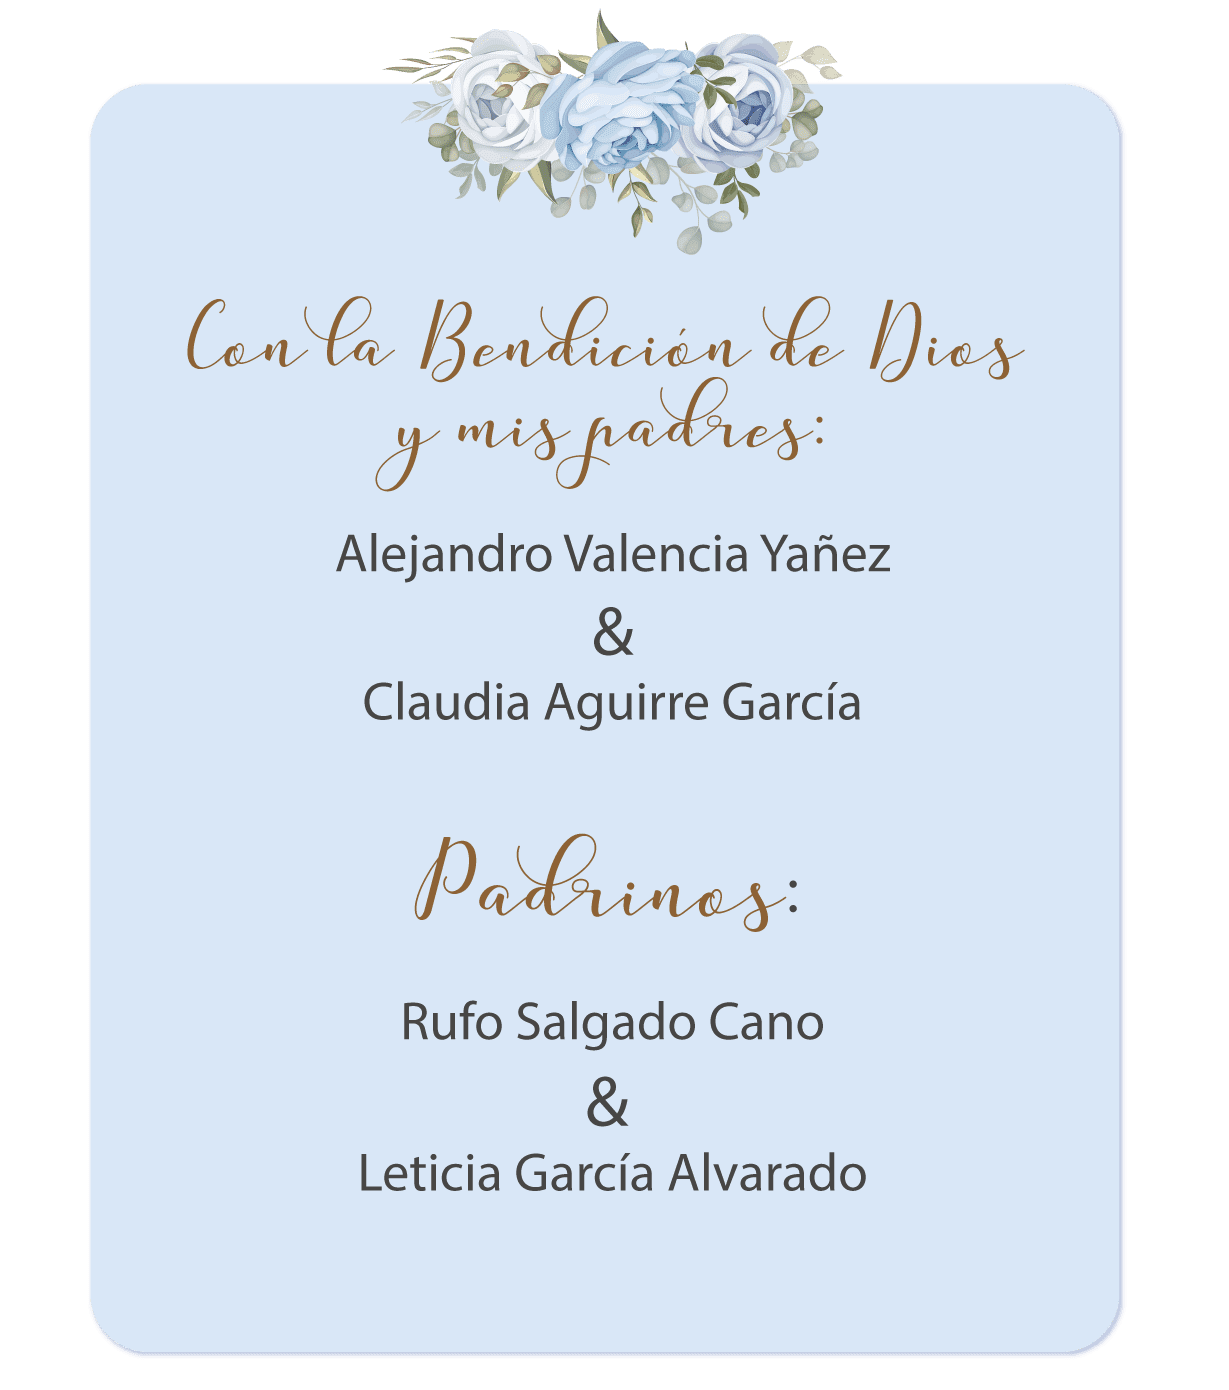 Con la Bendición de Dios
y mis padres:
Alejandro Valencia Yañez
&
Claudia Aguirre García
Padrinos:
Rufo Salgado Cano
&
Leticia García Alvarado